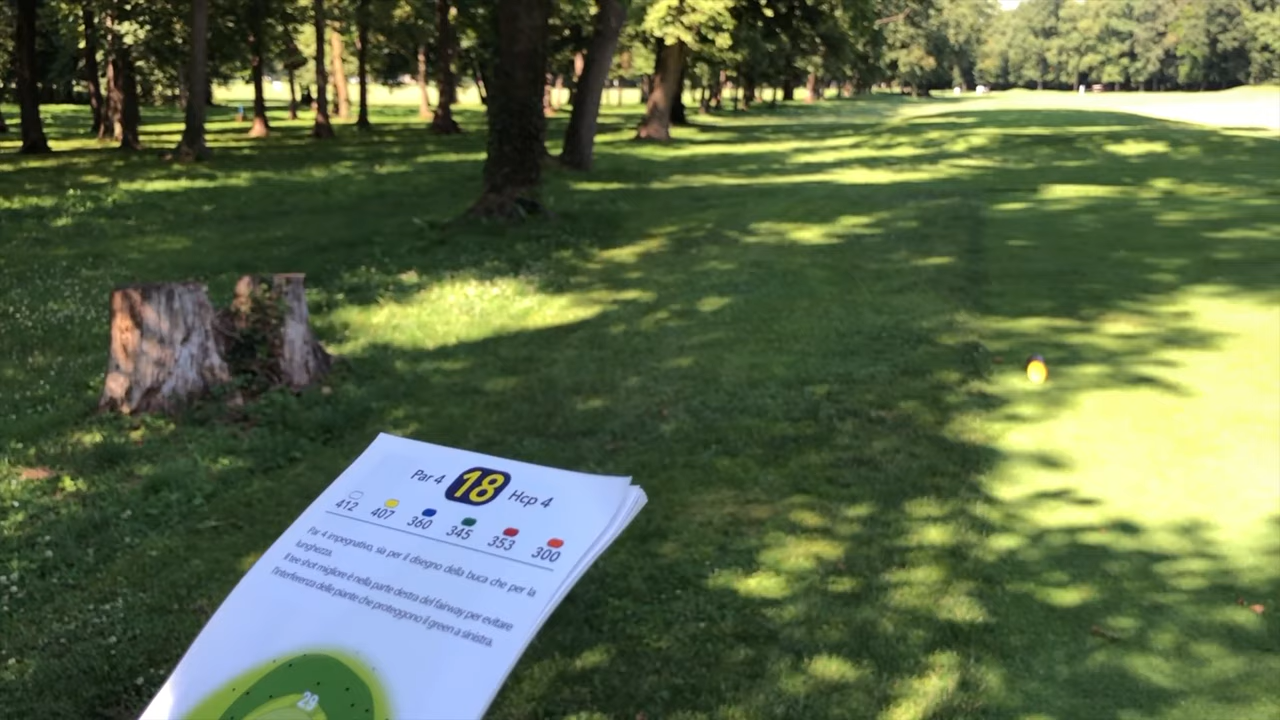 Par 4 18 Hcp 4
412 407 360 345 353 300
Par 4 impegnativo, sia per il disegno della buca che per la
lunghezza.
Il tee shot migliore è nella parte destra del fairway per evitare
l'interferenza delle piante che proteggono il green a sinistra.
29